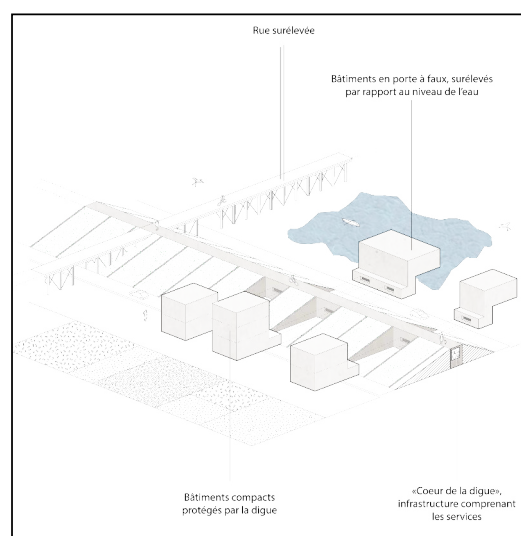 Rue surélevée
Bâtiments en porte à faux, surélevés
par rapport au niveau de l'eau
Bâtiments compacts
protégés par la digue
«Coeur de la digue»,
infrastructure comprenant
les services